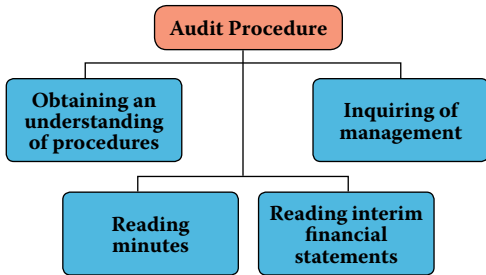 Audit Procedure
Obtaining an
understanding
of procedures
Inquiring of
management
Reading
minutes
Reading interim
financial
statements